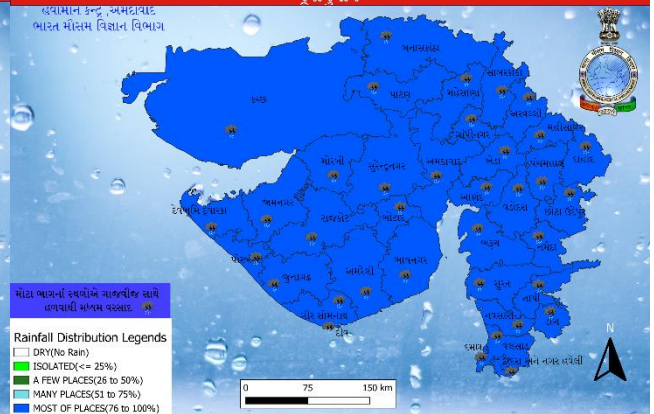 હવામાન કેન્દ્ર ,અમદાવાદ
ભારત મૌસમ વિજ્ઞાન વિભાગ
બનાસકાંઠા
પાટણ
મહેસાણા
સાબરકાંઠા
અરવલ્લી
કચ્છ
ગાંધીનગર
મહીસાગર
મોરબી
સુરેન્દ્રનગર
અમદાવાદ
ખેડા
પંચમહાલ
દાહોદ
દેવભૂમિ દ્વારકા
જામનગર
રાજકોટ
બોટાદ
આણંદ
વડોદરા
છોટા ઉદેપુર
જુનાગઢ
અમરેલી
ભાવનગર
ભરૂચ
નર્મદા
ગીર સોમનાથ
દીવ
સુરત
તાપી
નવસારી
ડાંગ
દમણ
વલસાડ
દાદરા અને નગર હવેલી
મોટા ભાગનાં સ્થળોએ ગાજવીજ સાથે
હળવાથી મધ્યમ વરસાદ
Rainfall Distribution Legends
DRY(No Rain)
ISOLATED(<= 25%)
A FEW PLACES(26 to 50%)
MANY PLACES(51 to 75%)
MOST OF PLACES(76 to 100%)
0 75 150 km
N